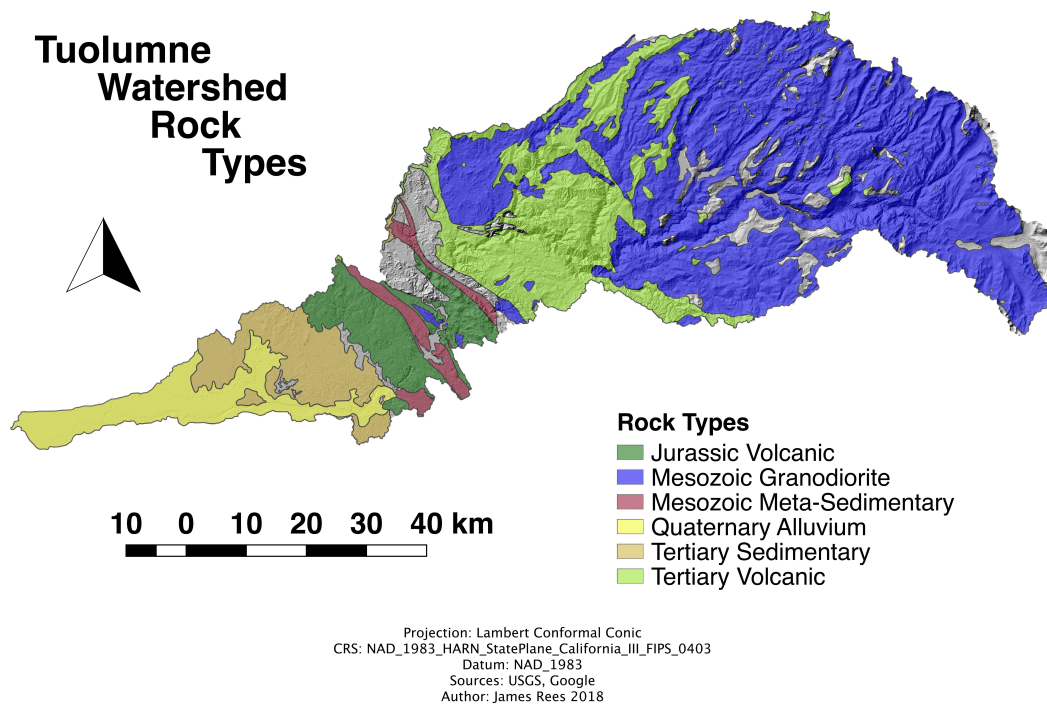 Tuolumne
Watershed
Rock
Types
Rock Types
Jurassic Volcanic
Mesozoic Granodiorite
Mesozoic Meta-Sedimentary
Quaternary Alluvium
Tertiary Sedimentary
Tertiary Volcanic
10 0 10 20 30 40 km
Projection: Lambert Conformal Conic
CRS: NAD_1983_HARN_StatePlane_California_III_FIPS_0403
Datum: NAD_1983
Sources: USGS, Google
Author: James Rees 2018